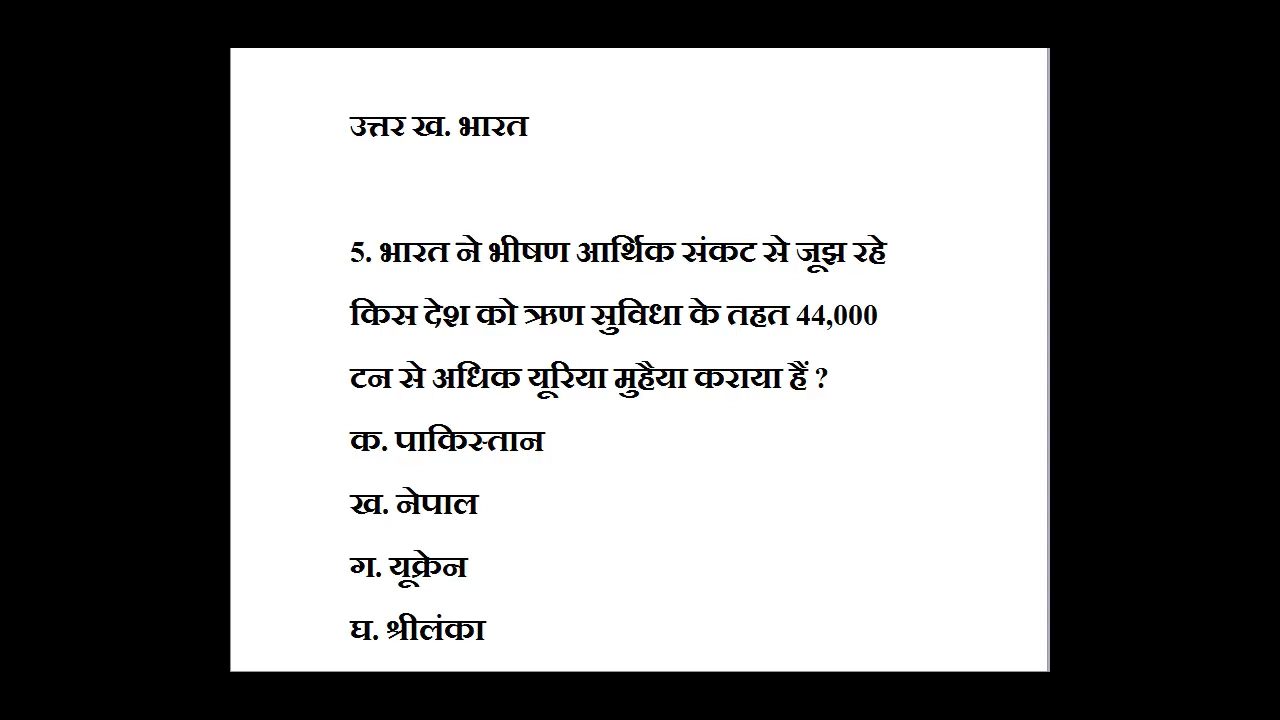 उत्तर ख. भारत
5. भारत ने भीषण आर्थिक संकट से जूझ रहे
किस देश को ऋण सुविधा के तहत 44,000
टन से अधिक यूरिया मुहैया कराया हैं ?
क. पाकिस्तान
ख. नेपाल
ग. यूक्रेन
घ. श्रीलंका